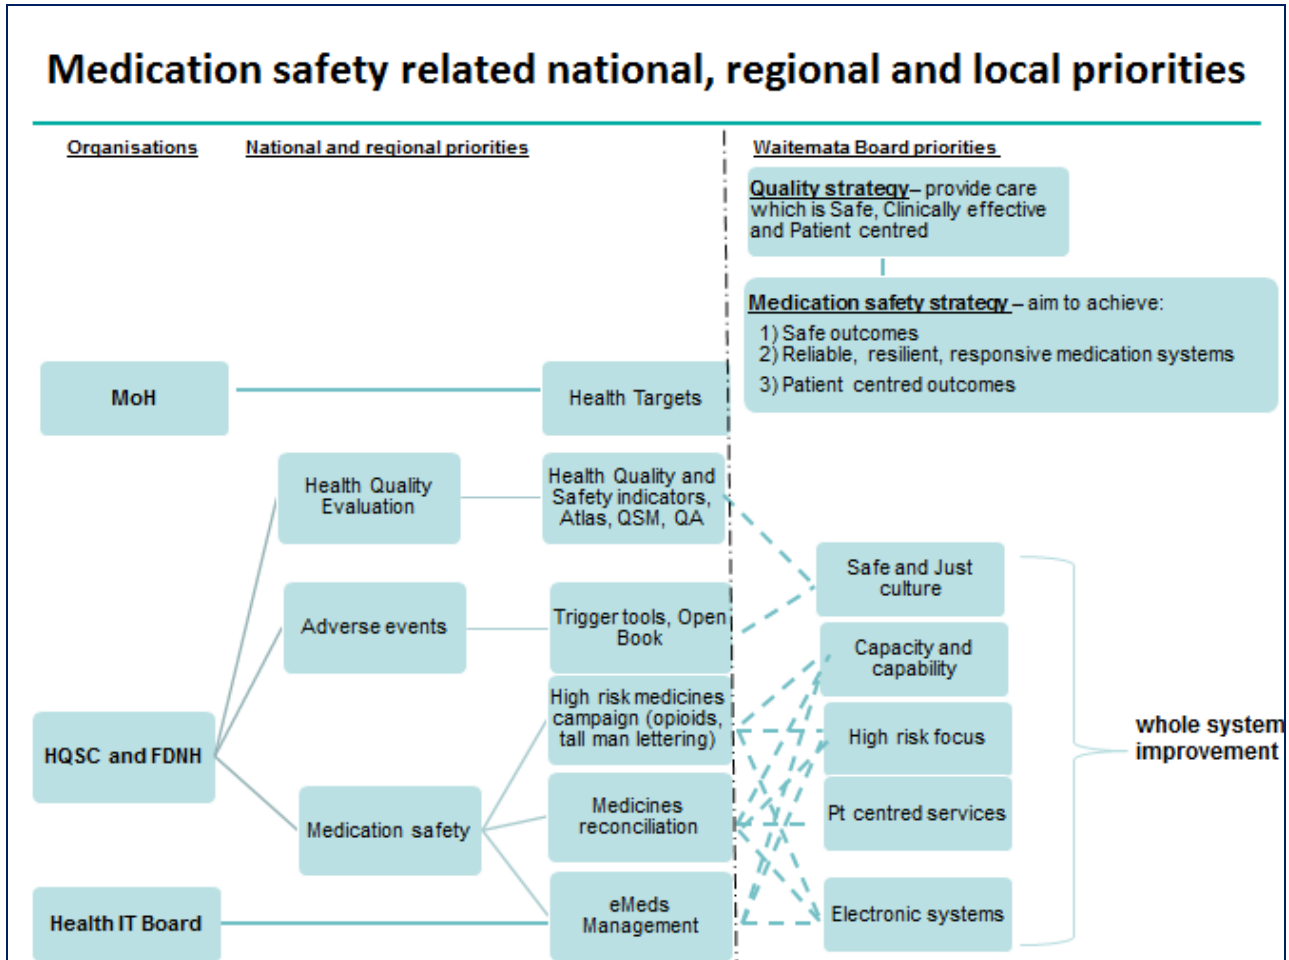 Medication safety related national, regional and local priorities
Organisations
National and regional priorities
Waitemata Board priorities
Quality strategy– provide care
which is Safe, Clinically effective
and Patient centred
Medication safety strategy – aim to achieve:
1) Safe outcomes
2) Reliable, resilient, responsive medication systems
3) Patient centred outcomes
MoH
Health Targets
Health Quality
Evaluation
Health Quality and
Safety indicators,
Atlas, QSM, QA
Safe and Just
culture
Adverse events
Trigger tools, Open
Book
Capacity and
capability
High risk medicines
campaign (opioids,
tall man lettering)
HQSC and FDNH
High risk focus
whole system
improvement
Medication safety
Medicines
reconciliation
Pt centred services
Health IT Board
eMeds
Management
Electronic systems